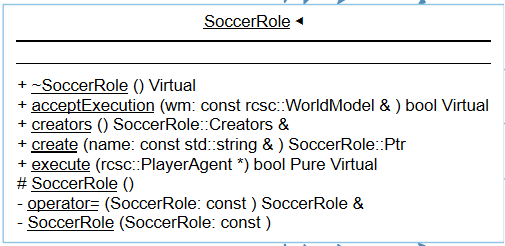 SoccerRole
+ ~SoccerRole () Virtual
+ acceptExecution (wm: const rcsc::WorldModel & ) bool Virtual
+ creators () SoccerRole::Creators &
+ create (name: const std::string & ) SoccerRole::Ptr
+ execute (rcsc::PlayerAgent *) bool Pure Virtual
# SoccerRole ()
- operator= (SoccerRole: const ) SoccerRole &
- SoccerRole (SoccerRole: const )